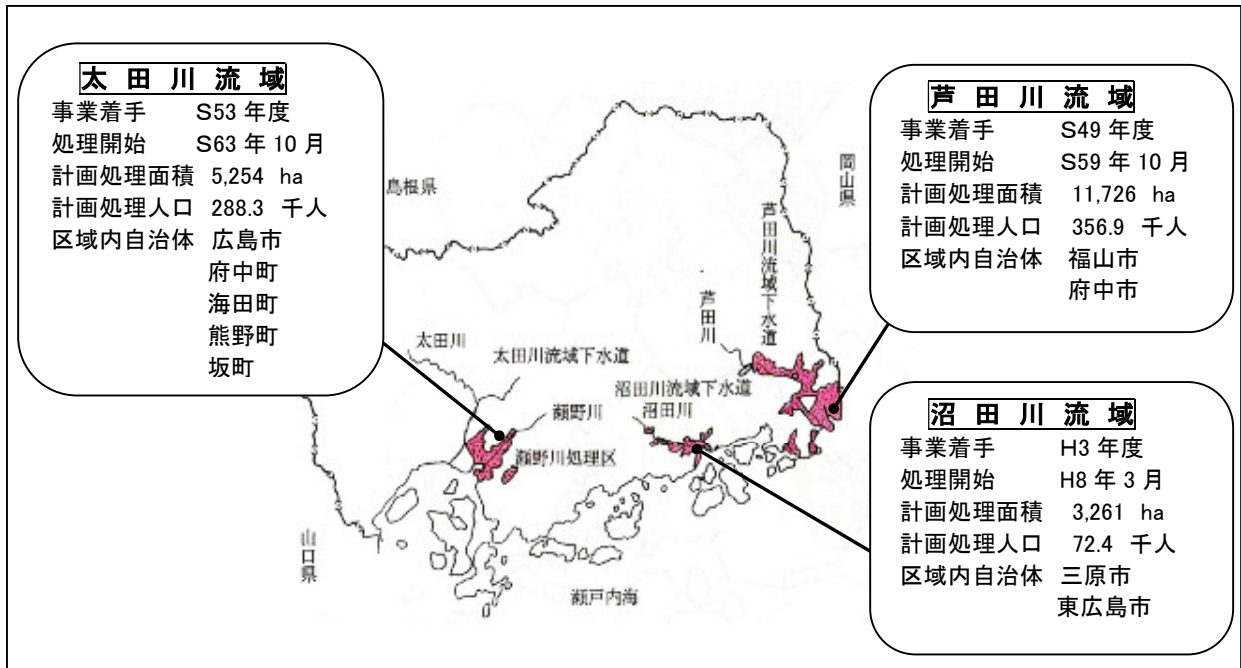 太田川流域
事業着手 S53 年度
処理開始 S63 年 10 月
計画処理面積 5,254 ha
計画処理人口 288.3 千人
区域内自治体 広島市
府中町
海田町
熊野町
坂町
芦田川流域
事業着手 S49 年度
処理開始 S59 年 10 月
計画処理面積 11,726 ha
計画処理人口 356.9 千人
区域内自治体 福山市
府中市
沼田川流域
事業着手 H3 年度
処理開始 H8 年 3 月
計画処理面積 3,261 ha
計画処理人口 72.4 千人
区域内自治体 三原市
東広島市
島根県
岡山県
芦田川流域下水道
芦田川
太田川
太田川流域下水道
沼田川流域下水道
沼田川
瀬野川
瀬野川処理区
山口県
瀬戸内海